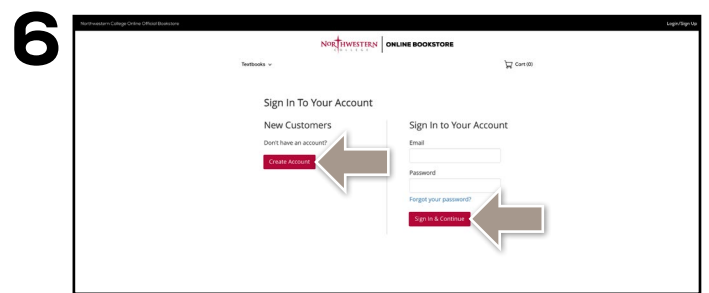 6
Northwestern College Online Official Bookstore
Login/Sign Up
NORTHWESTERN COLLEGE ONLINE BOOKSTORE
Textbooks
Cart (0)
Sign In To Your Account
New Customers
Don't have an account?
Create Account
Sign In to Your Account
Email
Password
Forgot your password?
Sign In & Continue